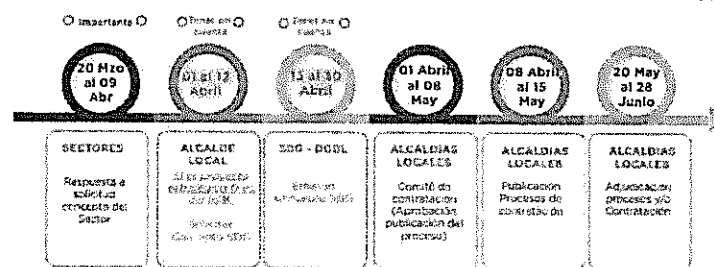 Importante
Tener en
cuenta
Tener en
cuenta
20 Mzo
al 09
Abr
01 al 12
Abril
13 al 30
Abril
01 Abril
al 08
May
08 Abril
al 15
May
20 May
al 28
Junio
SECTORES
Respuesta a
solicitud
concepto del
Sector
ALCALDE
LOCAL
Si el proyecto
Solicitar
Concepto SDG
SDG - DGDL
ALCALDIAS
LOCALES
Comité de
contratación
(Aprobación
publicación del
proceso)
ALCALDIAS
LOCALES
Publicación
Procesos de
contratación
ALCALDIAS
LOCALES
Adjudicación
procesos y/o
Contratación